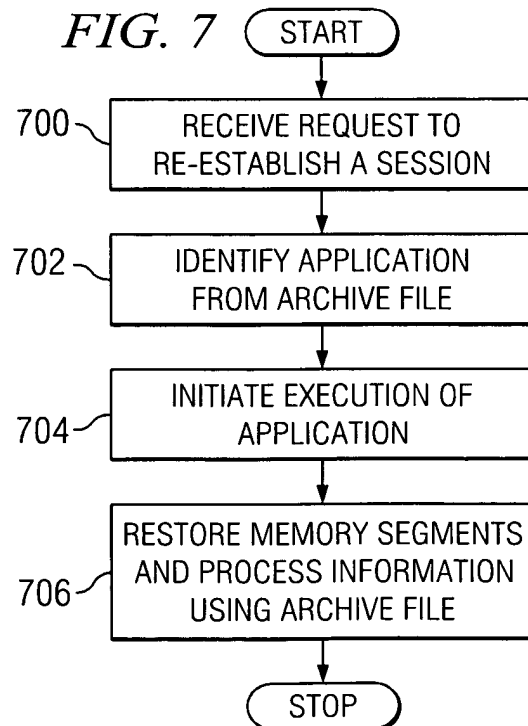 FIG. 7
START
700
RECEIVE REQUEST TO
RE-ESTABLISH A SESSION
702
IDENTIFY APPLICATION
FROM ARCHIVE FILE
704
INITIATE EXECUTION OF
APPLICATION
706
RESTORE MEMORY SEGMENTS
AND PROCESS INFORMATION
USING ARCHIVE FILE
STOP